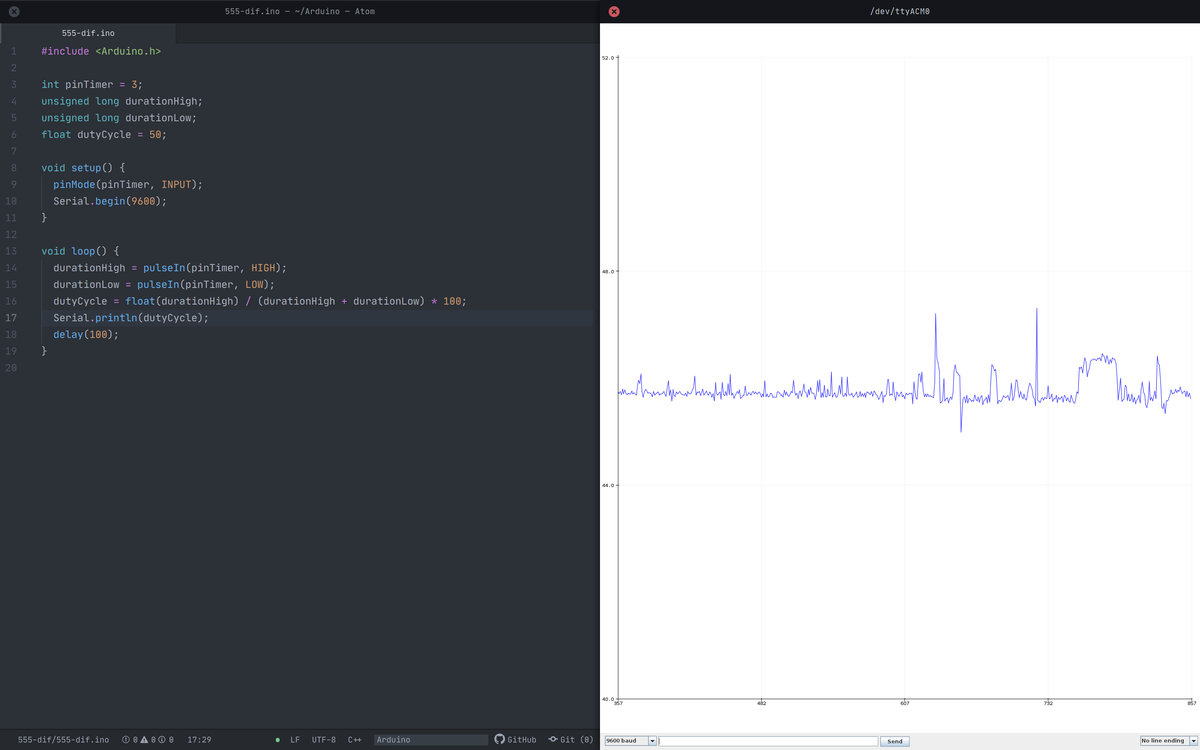 555-dif.ino — ~/Arduino — Atom
555-dif.ino
1 #include <Arduino.h>
2
3 int pinTimer = 3;
4 unsigned long durationHigh;
5 unsigned long durationLow;
6 float dutyCycle = 50;
7
8 void setup() {
9 pinMode(pinTimer, INPUT);
10 Serial.begin(9600);
11 }
12
13 void loop() {
14 durationHigh = pulseIn(pinTimer, HIGH);
15 durationLow = pulseIn(pinTimer, LOW);
16 dutyCycle = float(durationHigh) / (durationHigh + durationLow) * 100;
17 Serial.println(dutyCycle);
18 delay(100);
19 }
20
555-dif/555-dif.ino 0 0 0 17:29 LF UTF-8 C++ Arduino GitHub Git (0)
/dev/ttyACM0
52.0
48.0
44.0
40.0
357 482 607 732 857
9600 baud Send No line ending